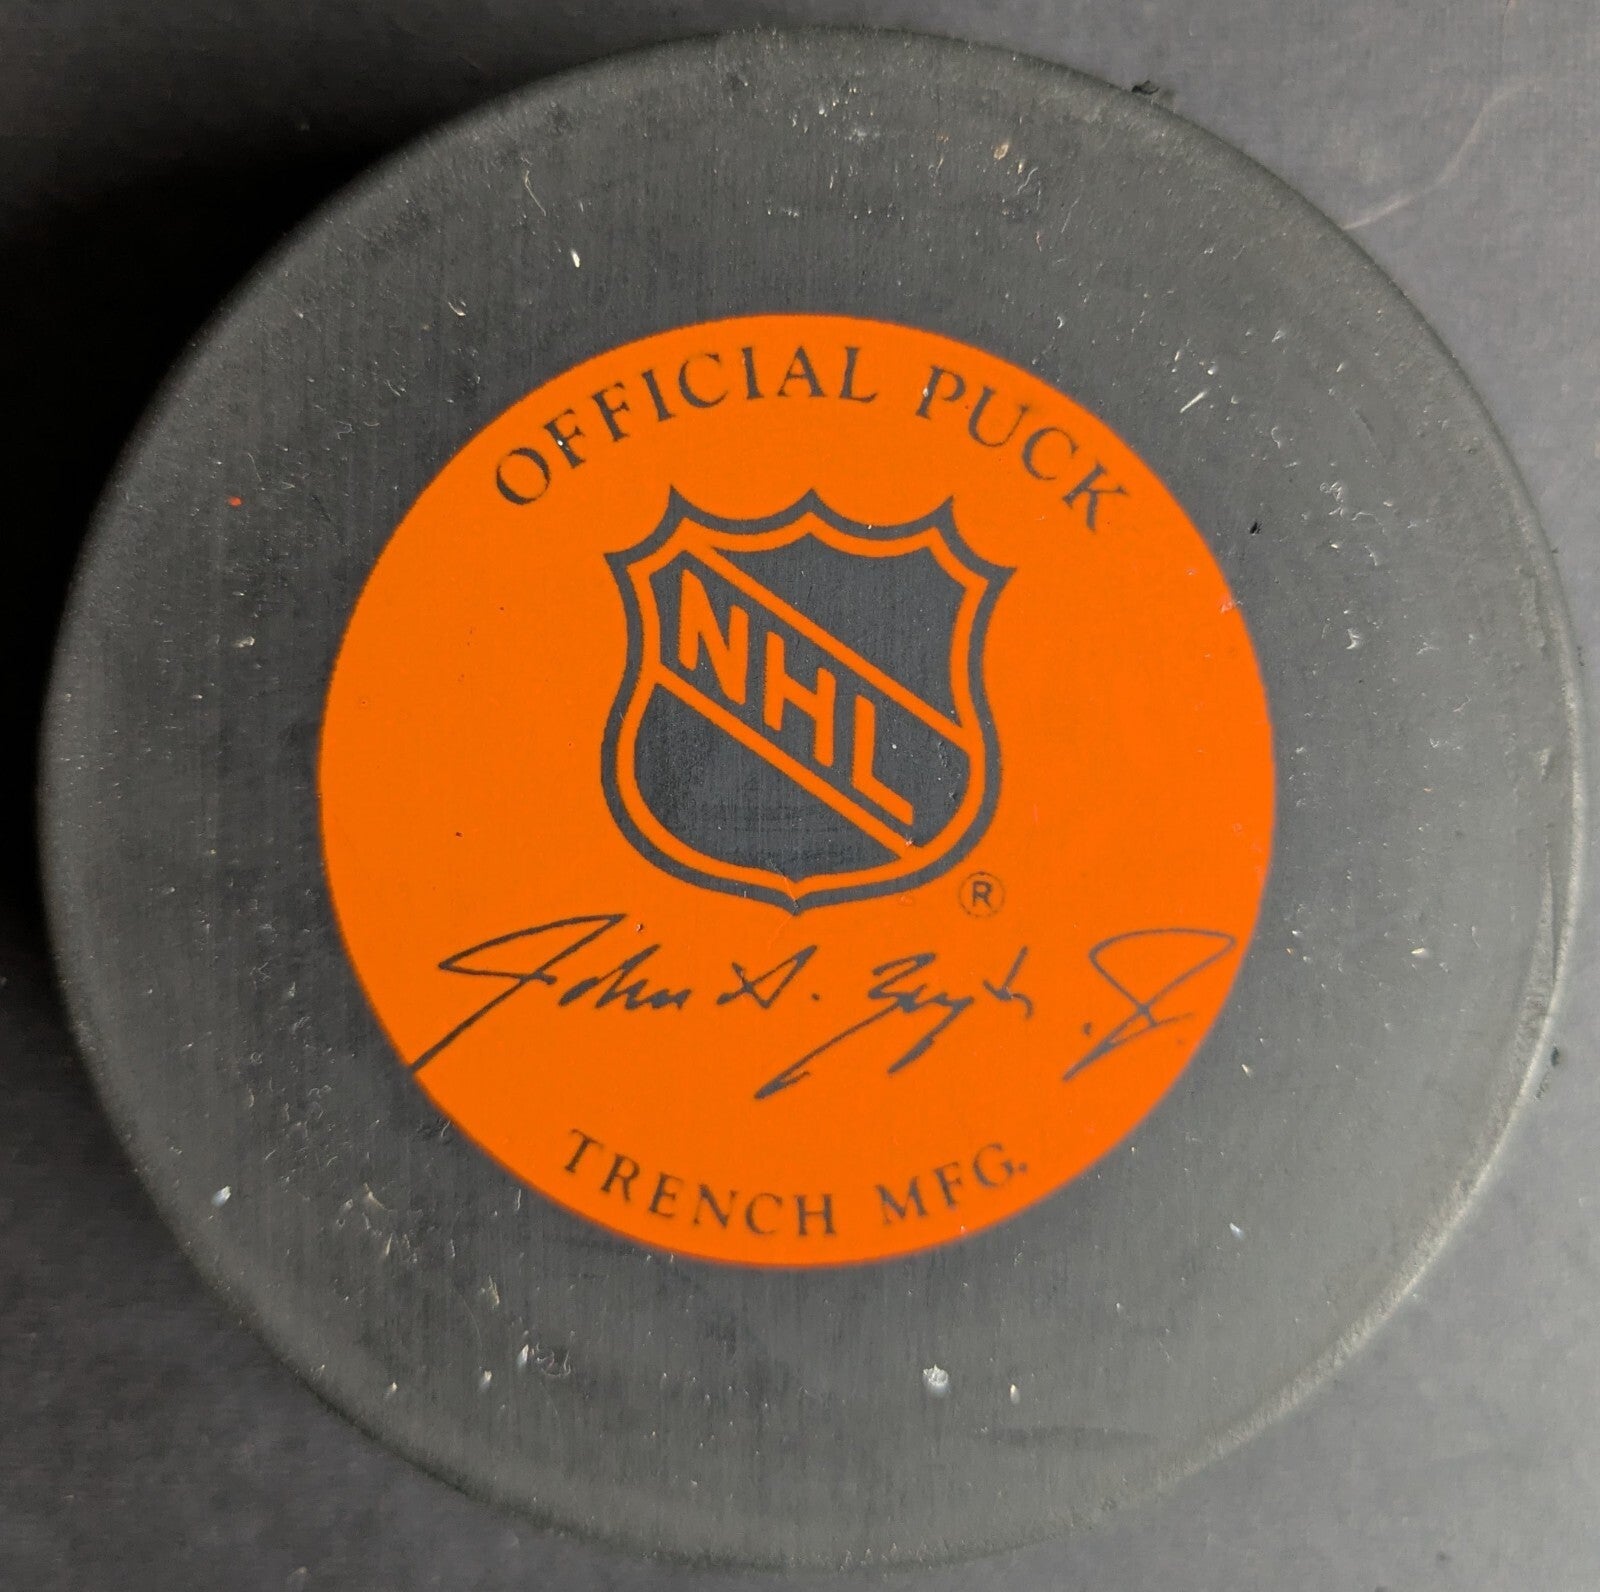 OFFICIAL PUCK
NHL
®
John A. Ziegler Jr.
TRENCH MFG.